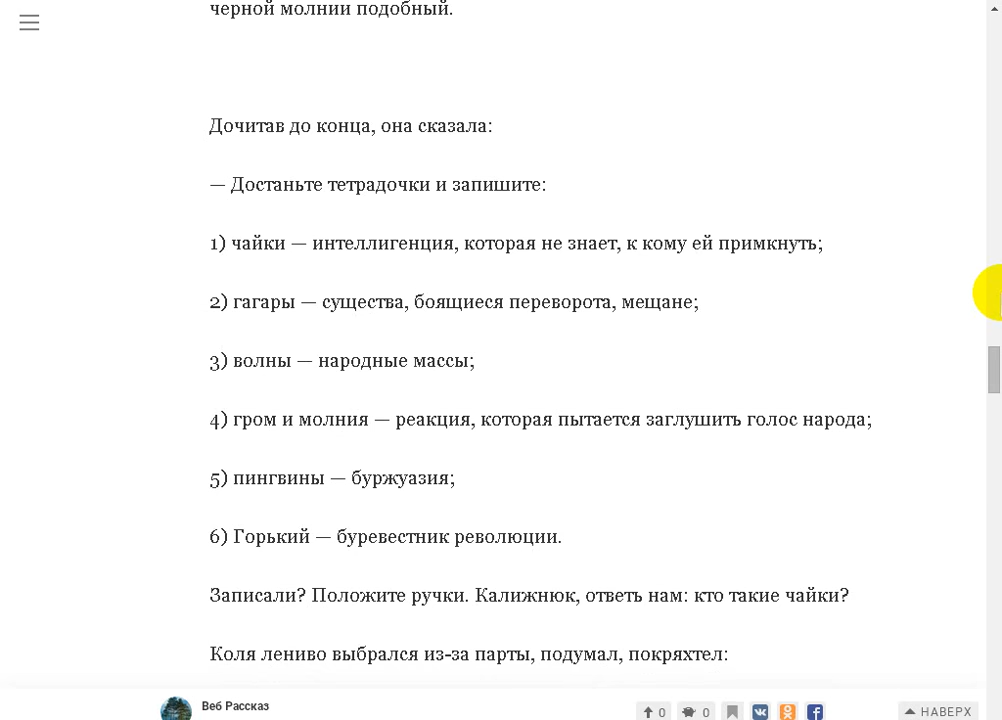 черной молнии подобный.
Дочитав до конца, она сказала:
— Достаньте тетрадочки и запишите:
1) чайки — интеллигенция, которая не знает, к кому ей примкнуть;
2) гагары — существа, боящиеся переворота, мещане;
3) волны — народные массы;
4) гром и молния — реакция, которая пытается заглушить голос народа;
5) пингвины — буржуазия;
6) Горький — буревестник революции.
Записали? Положите ручки. Калижнюк, ответь нам: кто такие чайки?
Коля лениво выбрался из-за парты, подумал, покряхтел:
Веб Рассказ
0 0 НАВЕРХ